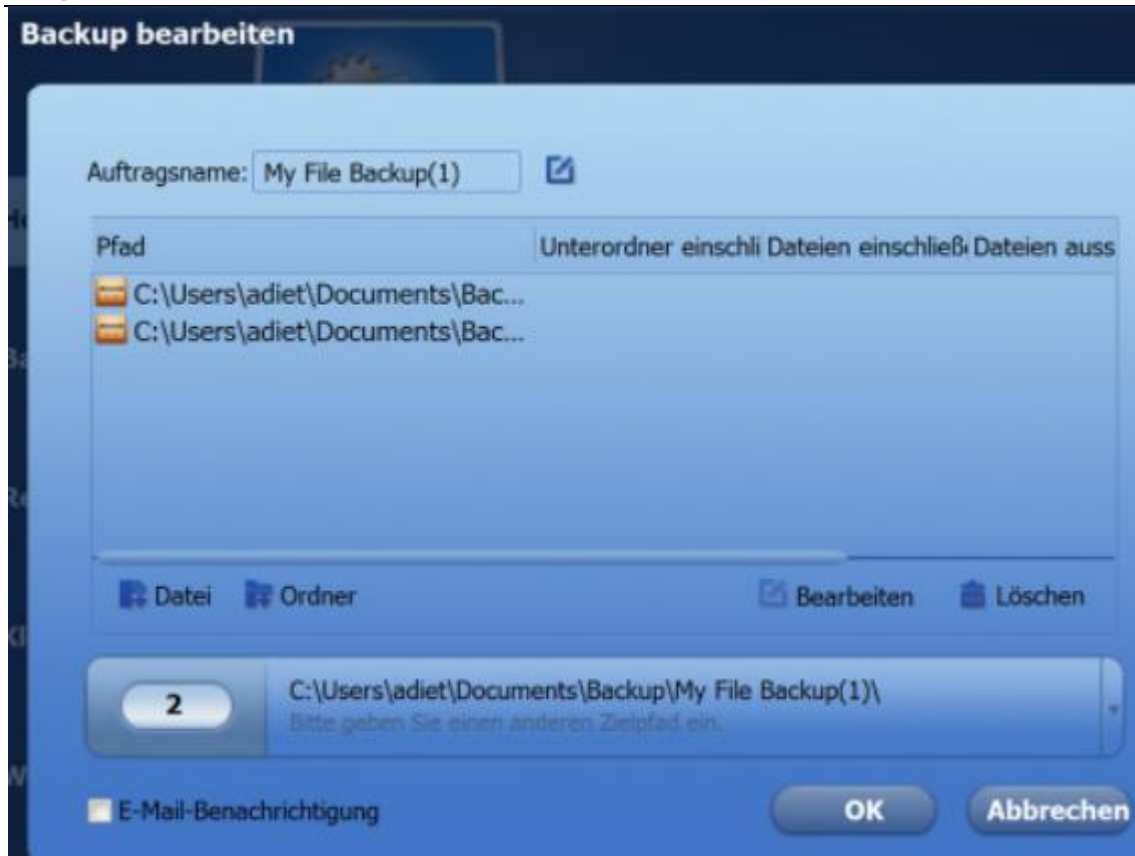 Backup bearbeiten
Auftragsname: My File Backup(1)
Pfad Unterordner einschli Dateien einschließ Dateien auss
C:\Users\adiet\Documents\Bac...
C:\Users\adiet\Documents\Bac...
Datei Ordner Bearbeiten Löschen
2 C:\Users\adiet\Documents\Backup\My File Backup(1)\
Bitte geben Sie einen anderen Zielpfad ein.
E-Mail-Benachrichtigung OK Abbrechen